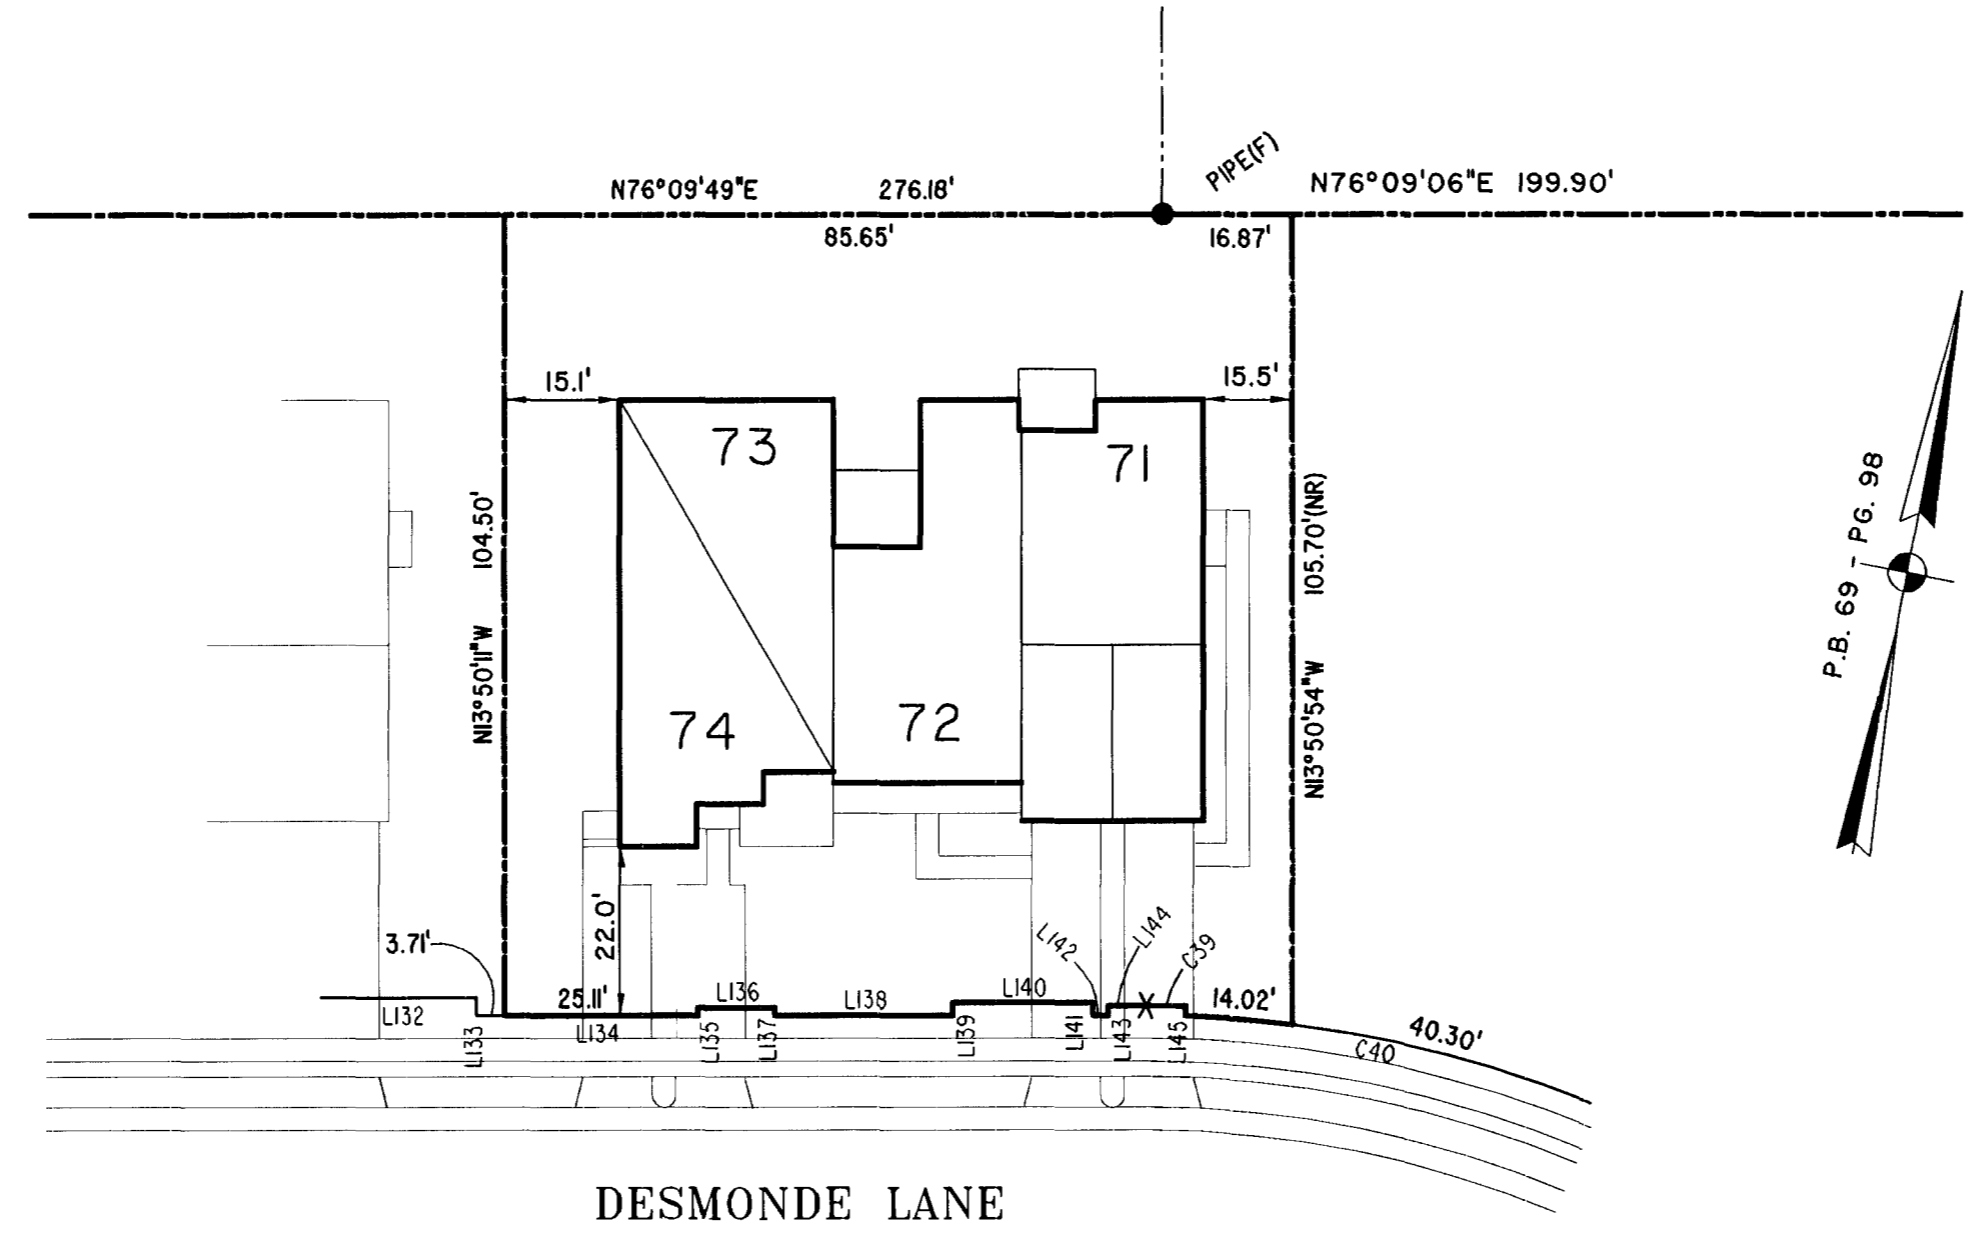 PIPE(F)
N76°09'49"E 276.18'
N76°09'06"E 199.90'
85.65'
16.87'
15.1'
15.5'
73
71
N13°50'11"W 104.50'
N13°50'54"W 105.70'(NR)
P.B. 69 - PG. 98
74
72
22.0'
3.71'
L142
L144
C39
25.11'
L136
L138
L140
14.02'
L132
L133
L134
L135
L137
L139
L141
L143
L145
40.30'
C40
DESMONDE LANE